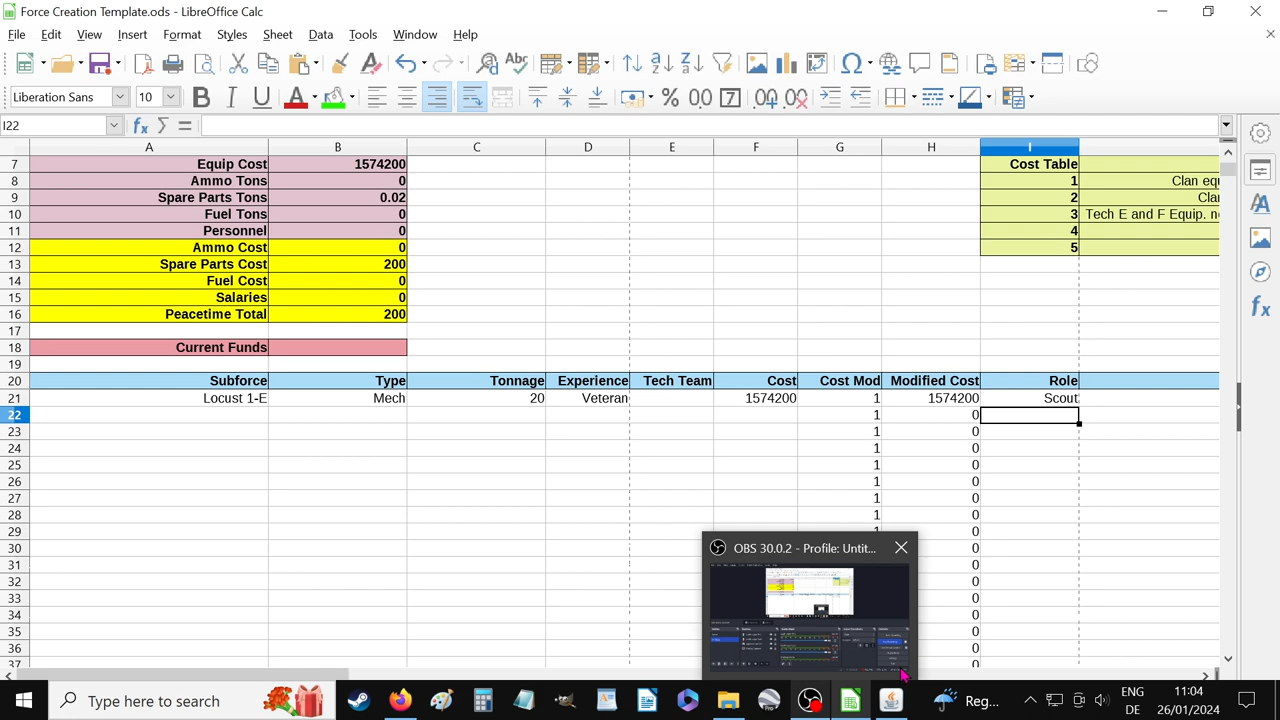 Force Creation Template.ods - LibreOffice Calc
File Edit View Insert Format Styles Sheet Data Tools Window Help
Liberation Sans 10
I22
A B C D E F G H I
7 Equip Cost 1574200 Cost Table
8 Ammo Tons 0 1 Clan equ
9 Spare Parts Tons 0.02 2 Clar
10 Fuel Tons 0 3 Tech E and F Equip. n
11 Personnel 0 4
12 Ammo Cost 0 5
13 Spare Parts Cost 200
14 Fuel Cost 0
15 Salaries 0
16 Peacetime Total 200
17
18 Current Funds
19
20 Subforce Type Tonnage Experience Tech Team Cost Cost Mod Modified Cost Role
21 Locust 1-E Mech 20 Veteran 1574200 1 1574200 Scout
22 1 0
23 1 0
24 1 0
25 1 0
26 1 0
27 1 0
28 1 0
29 1 0
30 0
31 0
32 0
33 0
34 0
35 0
36 0
OBS 30.0.2 - Profile: Untit...
Type here to search
Reg...
ENG 11:04
DE 26/01/2024